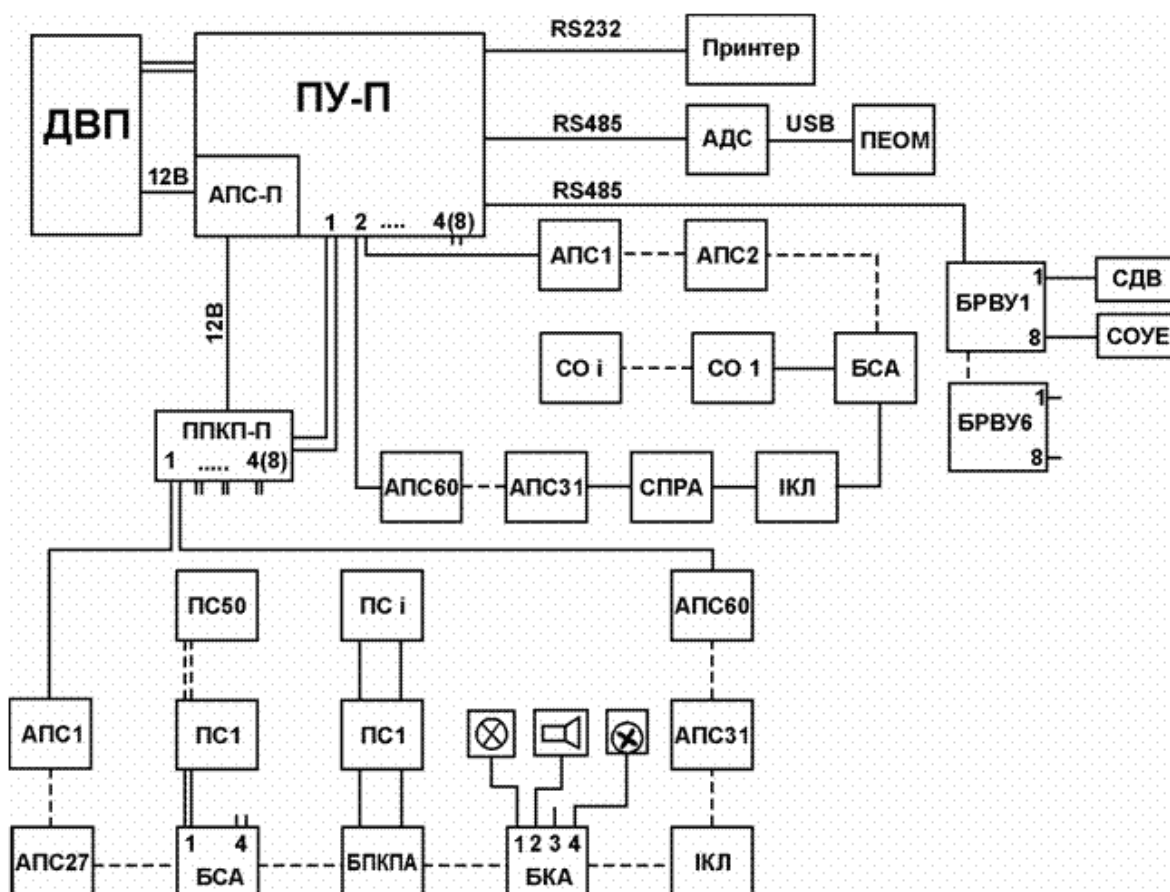 RS232
Принтер
ДВП
ПУ-П
RS485
АДС
USB
ПЕОМ
12В
АПС-П
RS485
1 2 .... 4(8)
АПС1
АПС2
12В
БРВУ1
1
8
СДВ
СОУЕ
СО i
СО 1
БСА
БРВУ6
1
8
ППКП-П
1 ..... 4(8)
АПС60
АПС31
СПРА
ІКЛ
ПС50
ПС i
АПС60
АПС1
ПС1
ПС1
АПС31
АПС27
1 4
БСА
БПКПА
1 2 3 4
БКА
ІКЛ